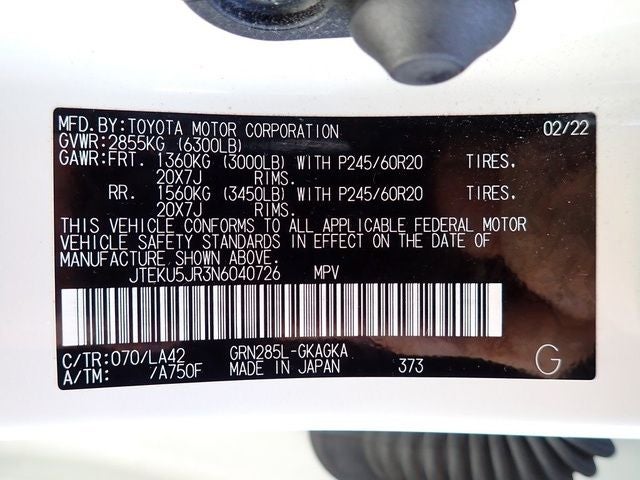 MFD.BY:TOYOTA MOTOR CORPORATION 02/22
GVWR:2855KG (6300LB)
GAWR:FRT. 1360KG (3000LB) WITH P245/60R20 TIRES,
20X7J RIMS.
RR. 1560KG (3450LB) WITH P245/60R20 TIRES,
20X7J RIMS.
THIS VEHICLE CONFORMS TO ALL APPLICABLE FEDERAL MOTOR
VEHICLE SAFETY STANDARDS IN EFFECT ON THE DATE OF
MANUFACTURE SHOWN ABOVE.
JTEKU5JR3N6040726 MPV
C/TR:070/LA42 GRN285L-GKAGKA
A/TM: /A750F MADE IN JAPAN 373 G